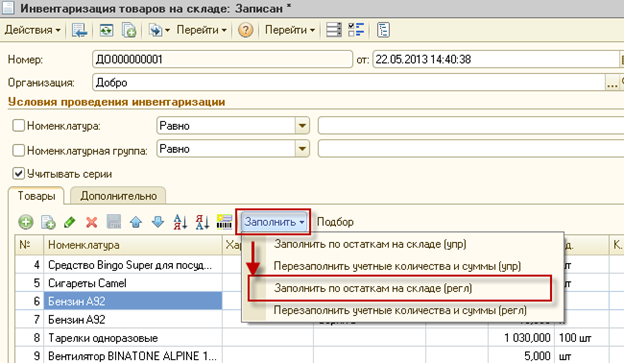 Инвентаризация товаров на складе: Записан *
Действия Перейти ? Перейти
Номер: ДО000000001 от: 22.05.2013 14:40:38
Организация: Добро ...
Условия проведения инвентаризации
Номенклатура: Равно
Номенклатурная группа: Равно
Учитывать серии
Товары Дополнительно
Заполнить Подбор
№ Номенклатура Хар
Заполнить по остаткам на складе (упр)
4 Средство Bingo Super для посуд...
Перезаполнить учетные количества и суммы (упр)
5 Сигареты Camel шт
Заполнить по остаткам на складе (регл)
6 Бензин А92
Перезаполнить учетные количества и суммы (регл)
7 Бензин А92
8 Тарелки одноразовые 1 030,000 100 шт
9 Вентилятор BINATONE ALPINE 1... 5,000 шт